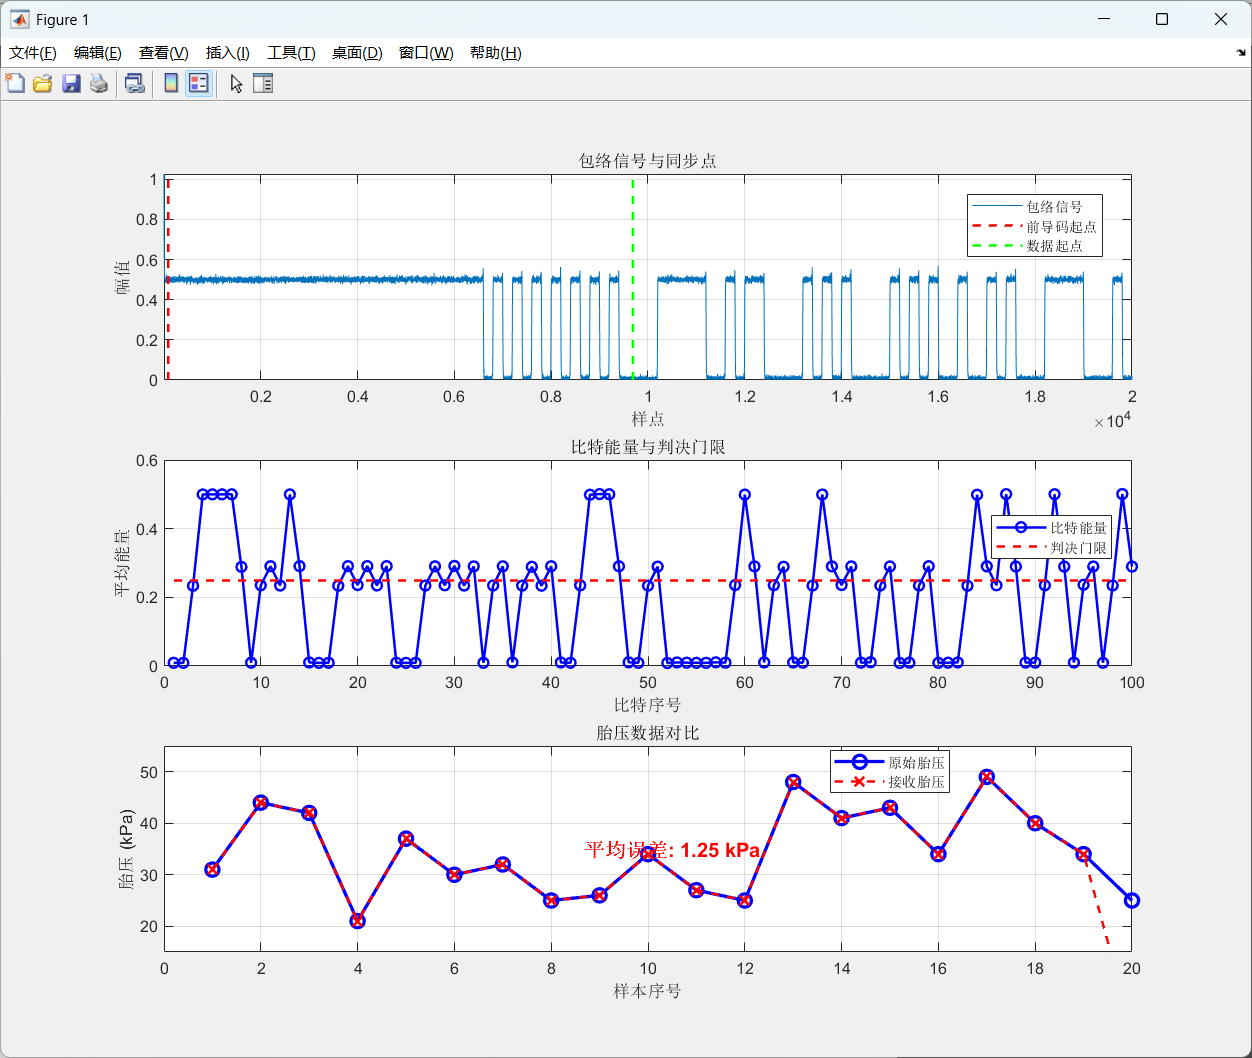 Figure 1
文件(F) 编辑(E) 查看(V) 插入(I) 工具(T) 桌面(D) 窗口(W) 帮助(H)
包络信号与同步点
1
0.8
0.6
0.4
0.2
0
幅值
包络信号
前导码起点
数据起点
0.2 0.4 0.6 0.8 1 1.2 1.4 1.6 1.8 2
样点
×10^4
比特能量与判决门限
0.6
0.4
0.2
0
平均能量
比特能量
判决门限
0 10 20 30 40 50 60 70 80 90 100
比特序号
胎压数据对比
50
40
30
20
胎压 (kPa)
原始胎压
接收胎压
平均误差: 1.25 kPa
0 2 4 6 8 10 12 14 16 18 20
样本序号